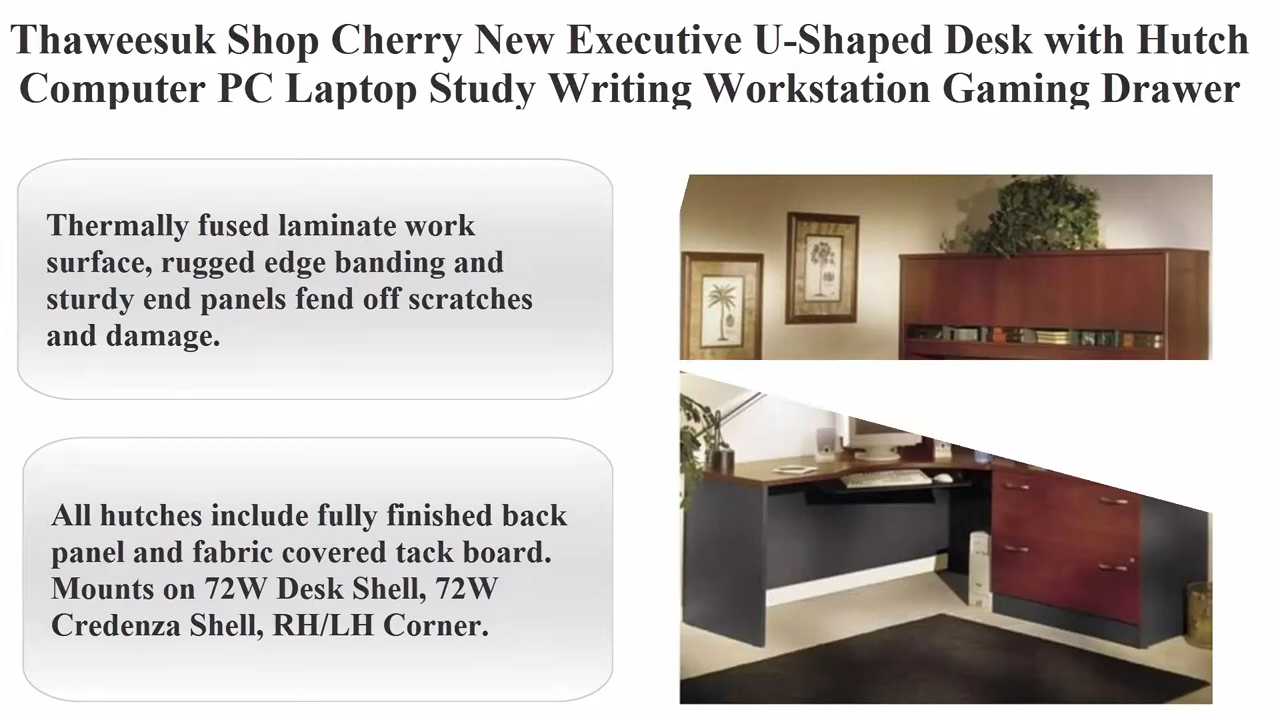 Thaweesuk Shop Cherry New Executive U-Shaped Desk with Hutch
Computer PC Laptop Study Writing Workstation Gaming Drawer
Thermally fused laminate work
surface, rugged edge banding and
sturdy end panels fend off scratches
and damage.
All hutches include fully finished back
panel and fabric covered tack board.
Mounts on 72W Desk Shell, 72W
Credenza Shell, RH/LH Corner.